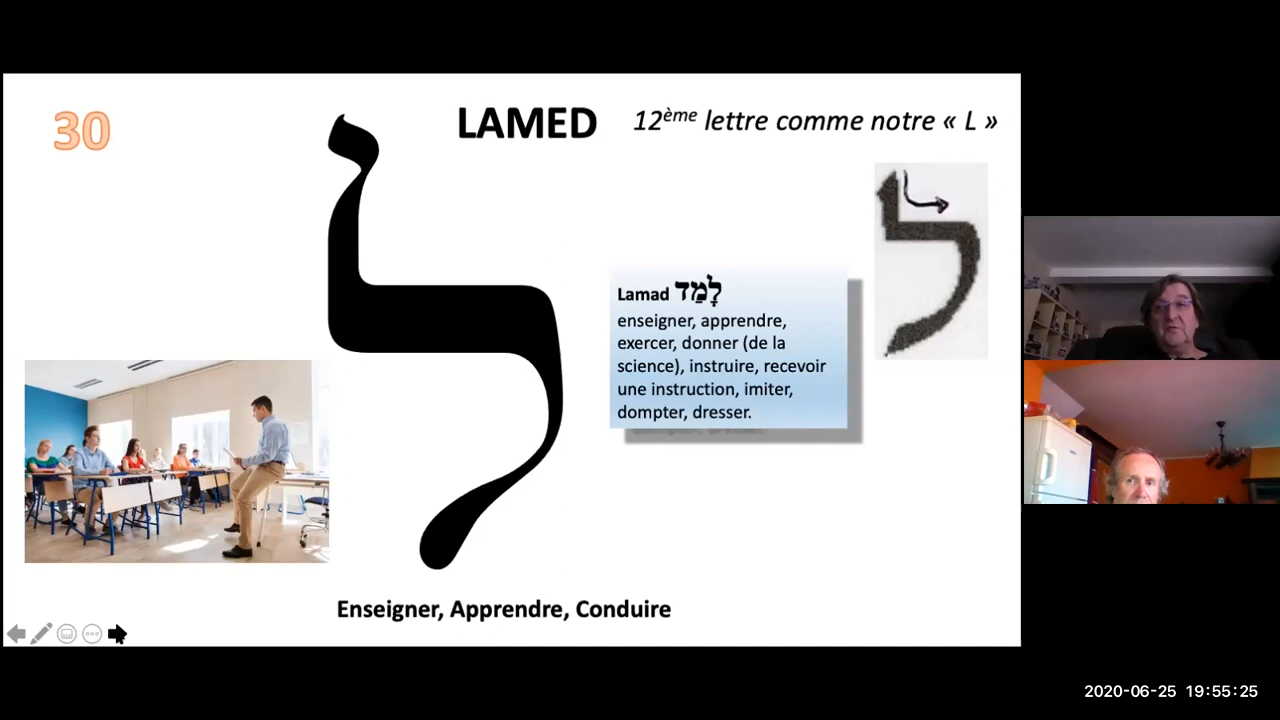 30
LAMED
12ème lettre comme notre « L »
ל
ל
Lamad לָמַד
enseigner, apprendre,
exercer, donner (de la
science), instruire, recevoir
une instruction, imiter,
dompter, dresser.
Enseigner, Apprendre, Conduire
2020-06-25 19:55:25